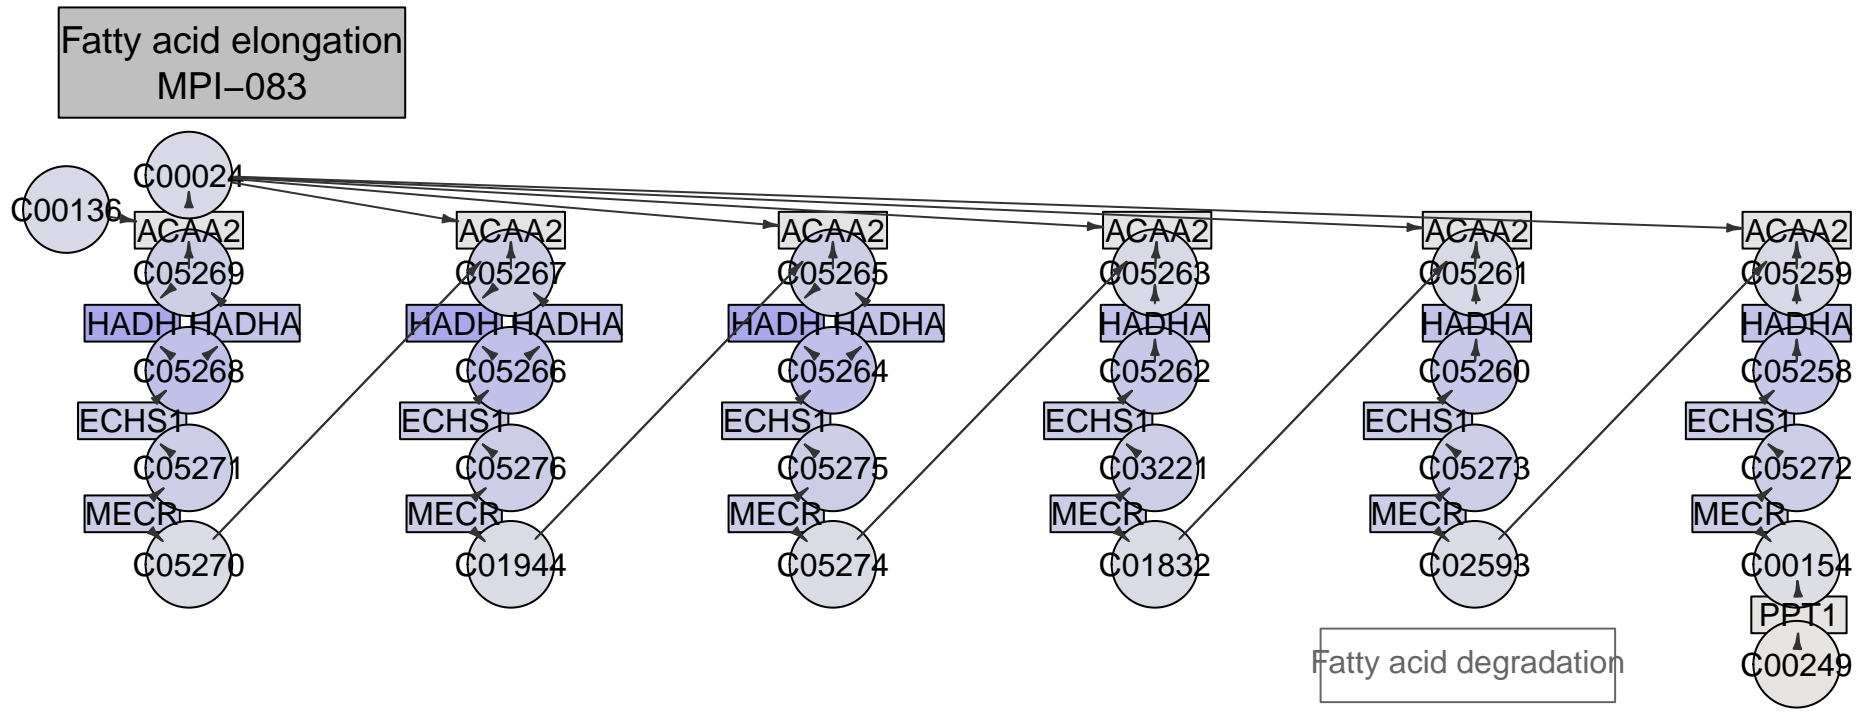 Fatty acid elongation
MPI–083
C00024
C00136
ACAA2 ACAA2 ACAA2 ACAA2 ACAA2 ACAA2
C05269 C05267 C05265 C05263 C05261 C05259
HADH HADHA HADH HADHA HADH HADHA HADHA HADHA HADHA
C05268 C05266 C05264 C05262 C05260 C05258
ECHS1 ECHS1 ECHS1 ECHS1 ECHS1 ECHS1
C05271 C05276 C05275 C03221 C05273 C05272
MECR MECR MECR MECR MECR MECR
C05270 C01944 C05274 C01832 C02593 C00154
PPT1
Fatty acid degradation C00249